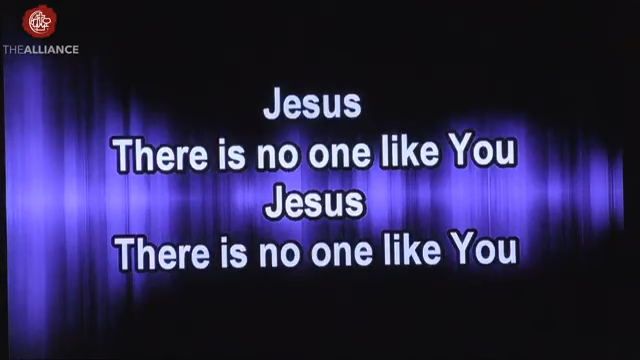 THE ALLIANCE
Jesus
There is no one like You
Jesus
There is no one like You